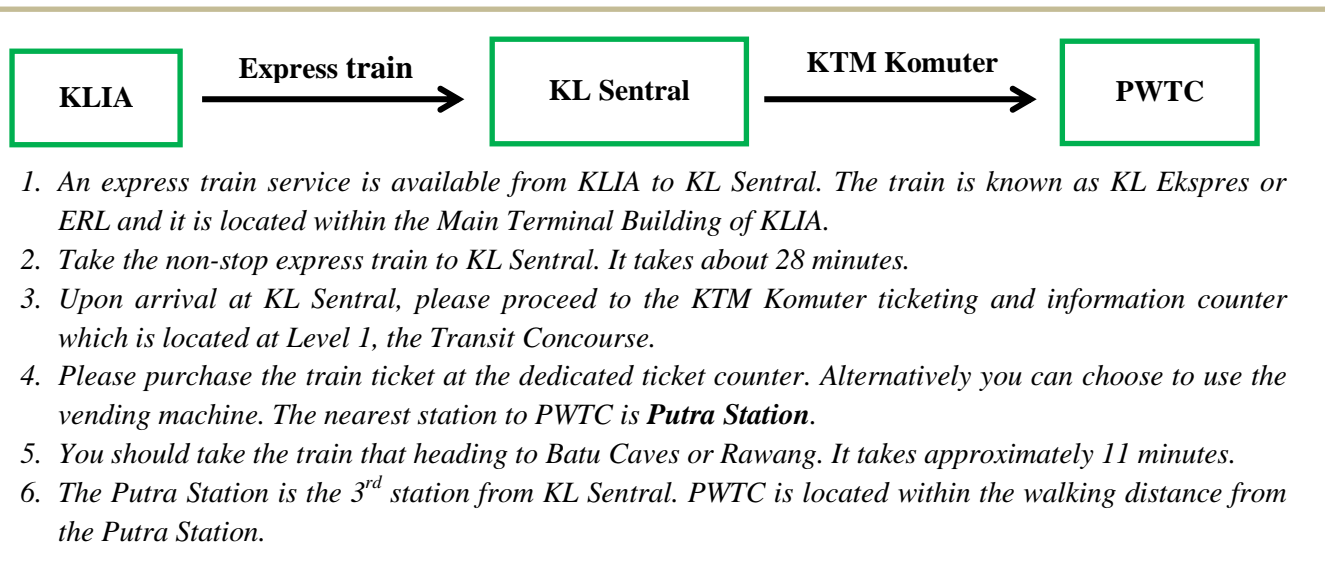 Express train
KTM Komuter
KLIA
KL Sentral
PWTC
1. An express train service is available from KLIA to KL Sentral. The train is known as KL Ekspres or
ERL and it is located within the Main Terminal Building of KLIA.
2. Take the non-stop express train to KL Sentral. It takes about 28 minutes.
3. Upon arrival at KL Sentral, please proceed to the KTM Komuter ticketing and information counter
which is located at Level 1, the Transit Concourse.
4. Please purchase the train ticket at the dedicated ticket counter. Alternatively you can choose to use the
vending machine. The nearest station to PWTC is Putra Station.
5. You should take the train that heading to Batu Caves or Rawang. It takes approximately 11 minutes.
6. The Putra Station is the 3rd station from KL Sentral. PWTC is located within the walking distance from
the Putra Station.